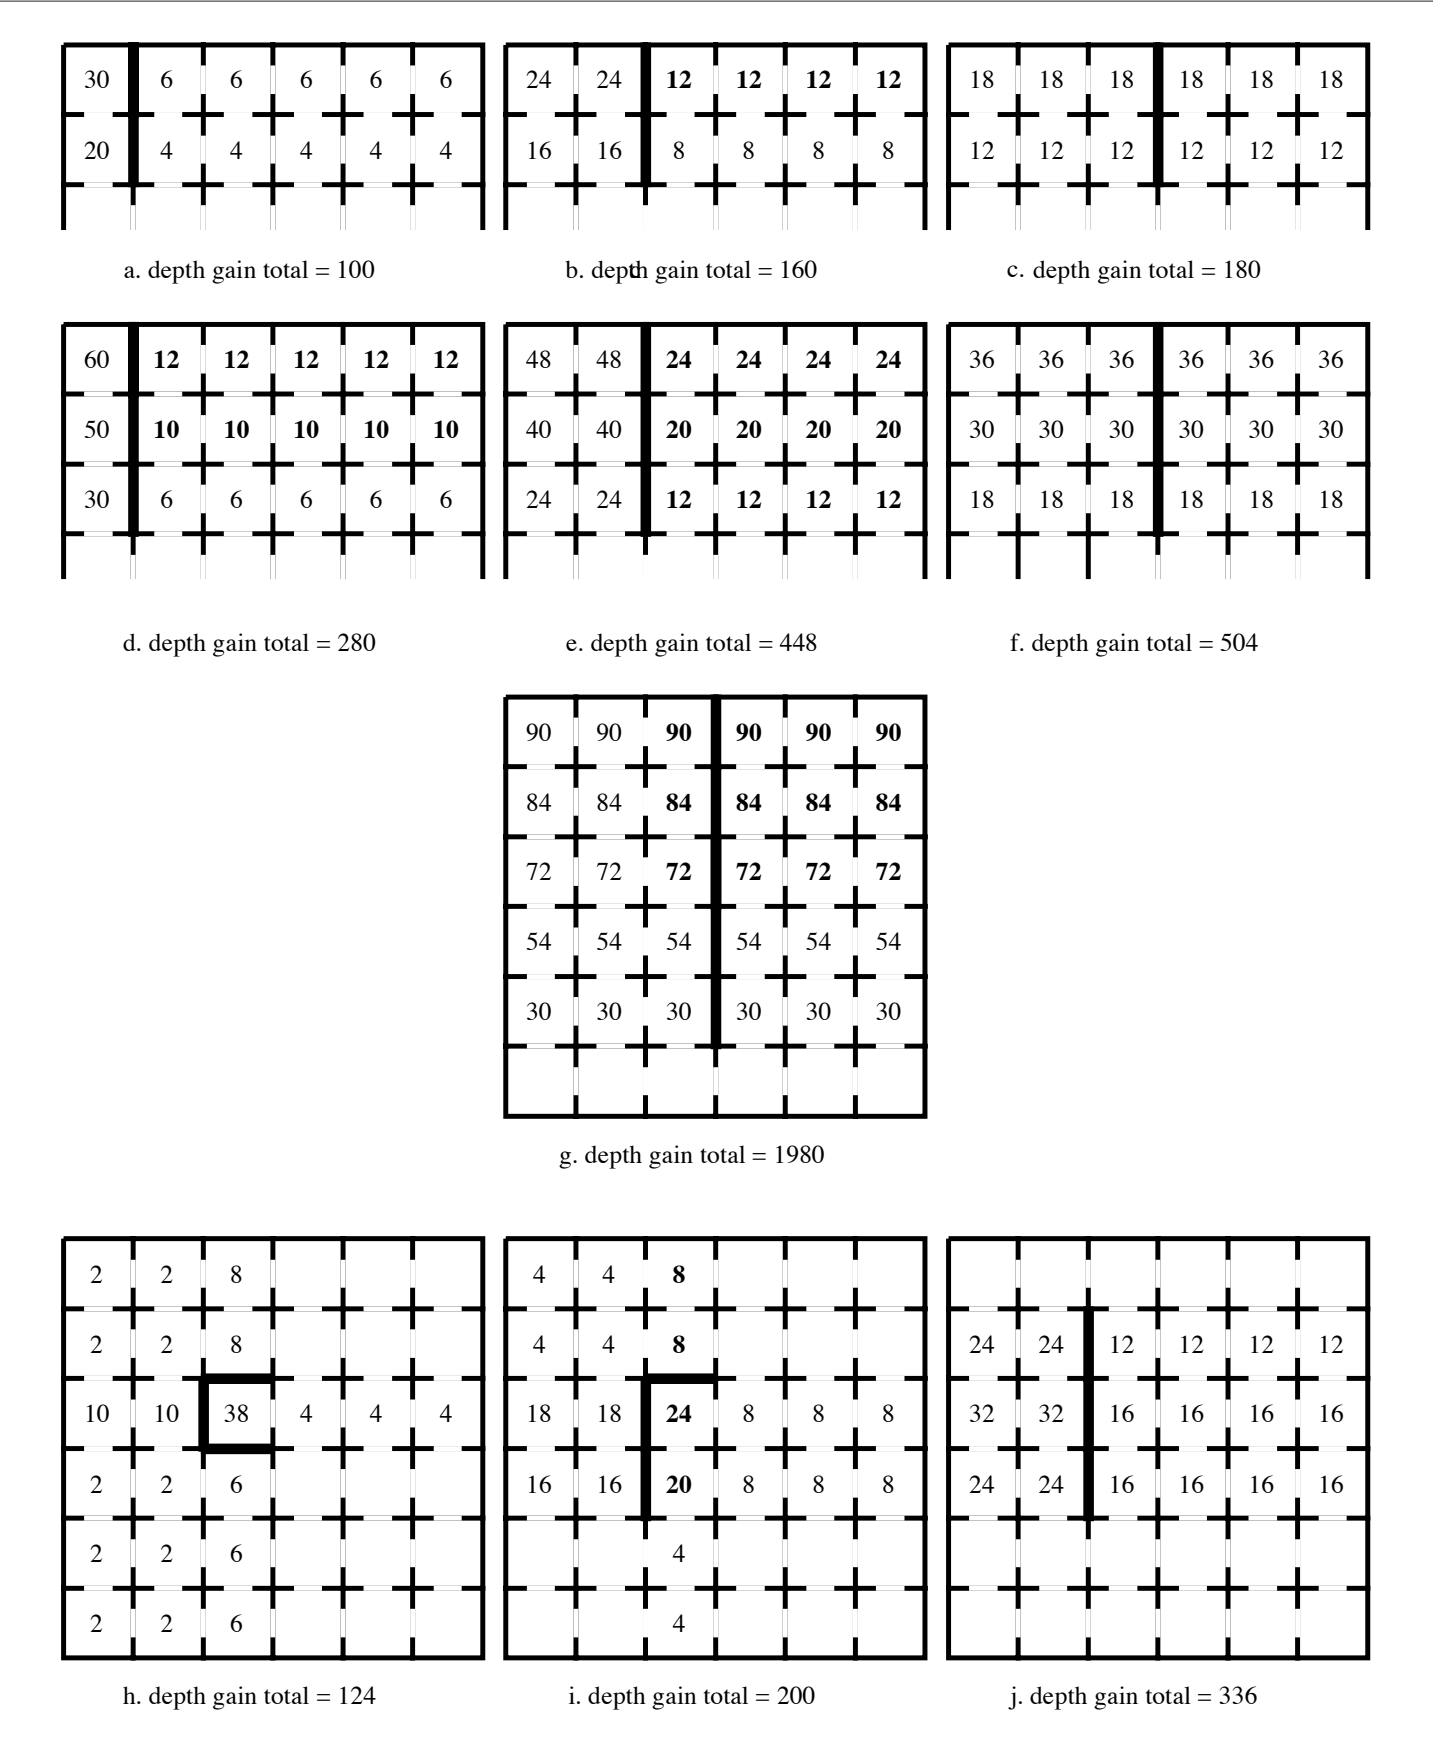 30 6 6 6 6 6 24 24 12 12 12 12 18 18 18 18 18 18
20 4 4 4 4 4 16 16 8 8 8 8 12 12 12 12 12 12
a. depth gain total = 100 b. depth gain total = 160 c. depth gain total = 180
60 12 12 12 12 12 48 48 24 24 24 24 36 36 36 36 36 36
50 10 10 10 10 10 40 40 20 20 20 20 30 30 30 30 30 30
30 6 6 6 6 6 24 24 12 12 12 12 18 18 18 18 18 18
d. depth gain total = 280 e. depth gain total = 448 f. depth gain total = 504
90 90 90 90 90 90
84 84 84 84 84 84
72 72 72 72 72 72
54 54 54 54 54 54
30 30 30 30 30 30
g. depth gain total = 1980
2 2 8 4 4 8
2 2 8 4 4 8 24 24 12 12 12 12
10 10 38 4 4 4 18 18 24 8 8 8 32 32 16 16 16 16
2 2 6 16 16 20 8 8 8 24 24 16 16 16 16
2 2 6 4
2 2 6 4
h. depth gain total = 124 i. depth gain total = 200 j. depth gain total = 336